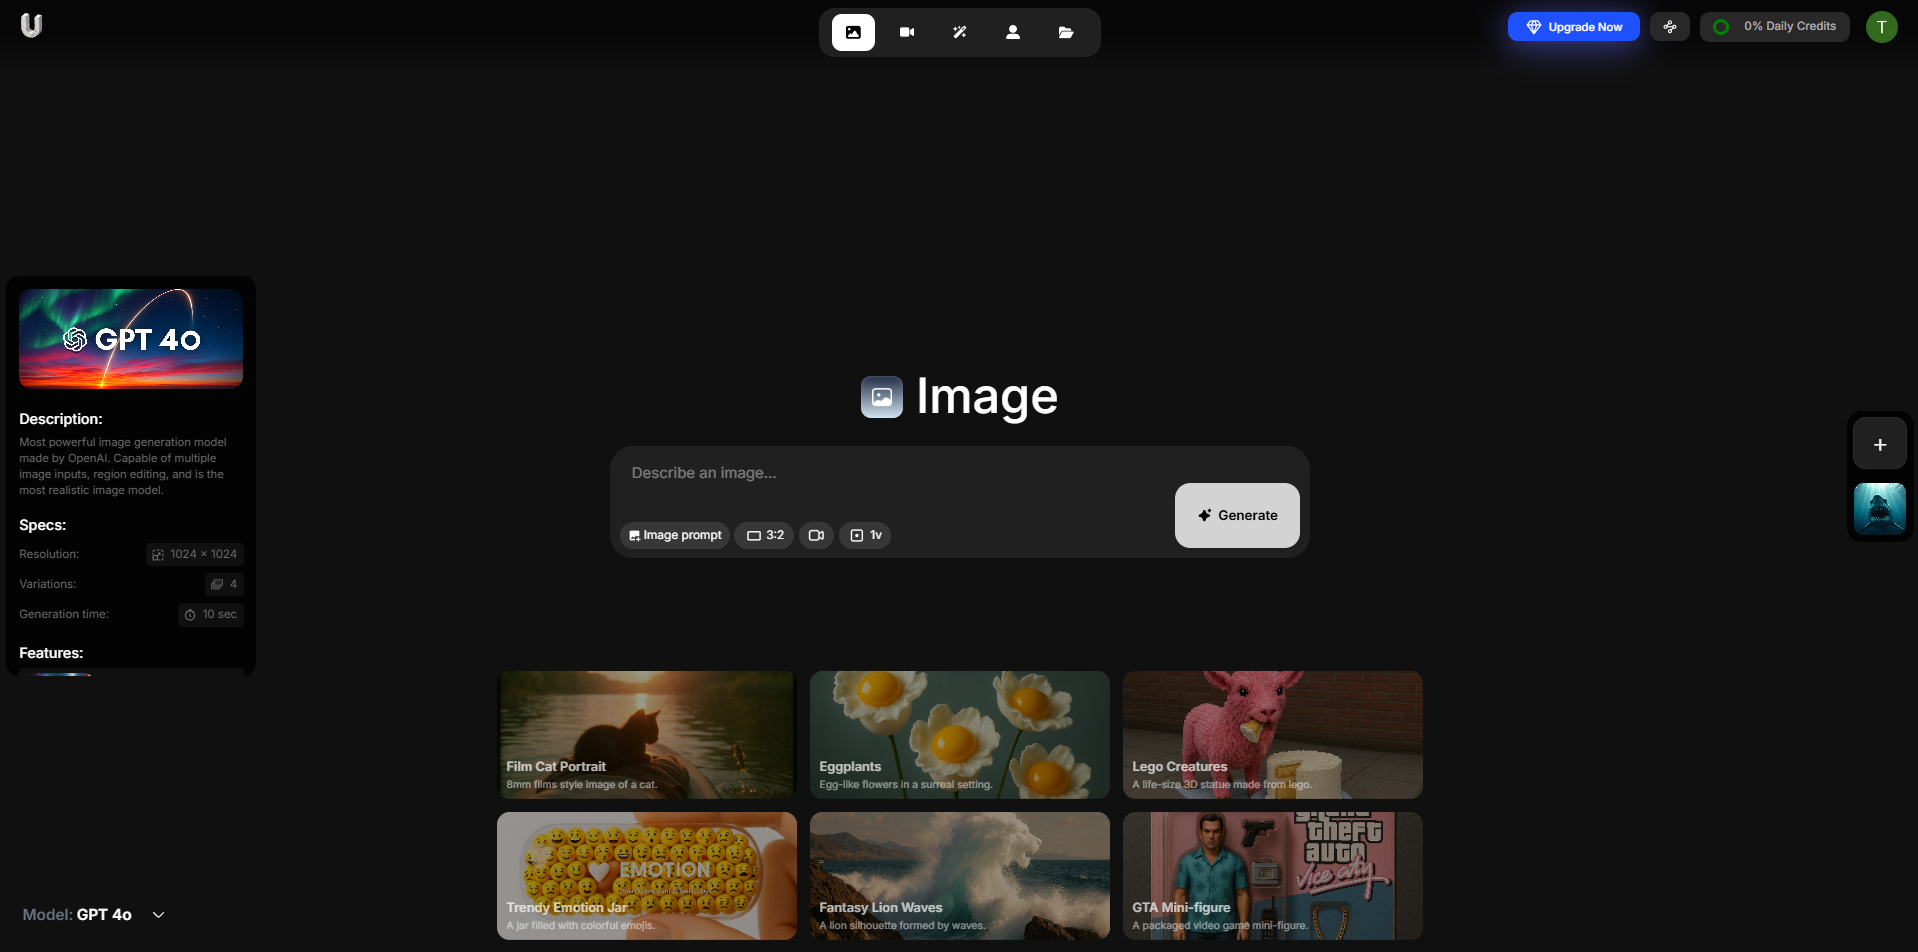 Upgrade Now
0% Daily Credits
T
GPT 4o
Description:
Most powerful image generation model
made by OpenAI. Capable of multiple
image inputs, region editing, and is the
most realistic image model.
Specs:
Resolution:
1024 × 1024
Variations:
4
Generation time:
10 sec
Features:
Model: GPT 4o
Image
Describe an image...
Image prompt
3:2
1v
Generate
Film Cat Portrait
8mm films style image of a cat.
Eggplants
Egg-like flowers in a surreal setting.
Lego Creatures
A life-size 3D statue made from lego.
EMOTION
Trendy Emotion Jar
A jar filled with colorful emojis.
Fantasy Lion Waves
A lion silhouette formed by waves.
theft
auto
vice city
GTA Mini-figure
A packaged video game mini-figure.